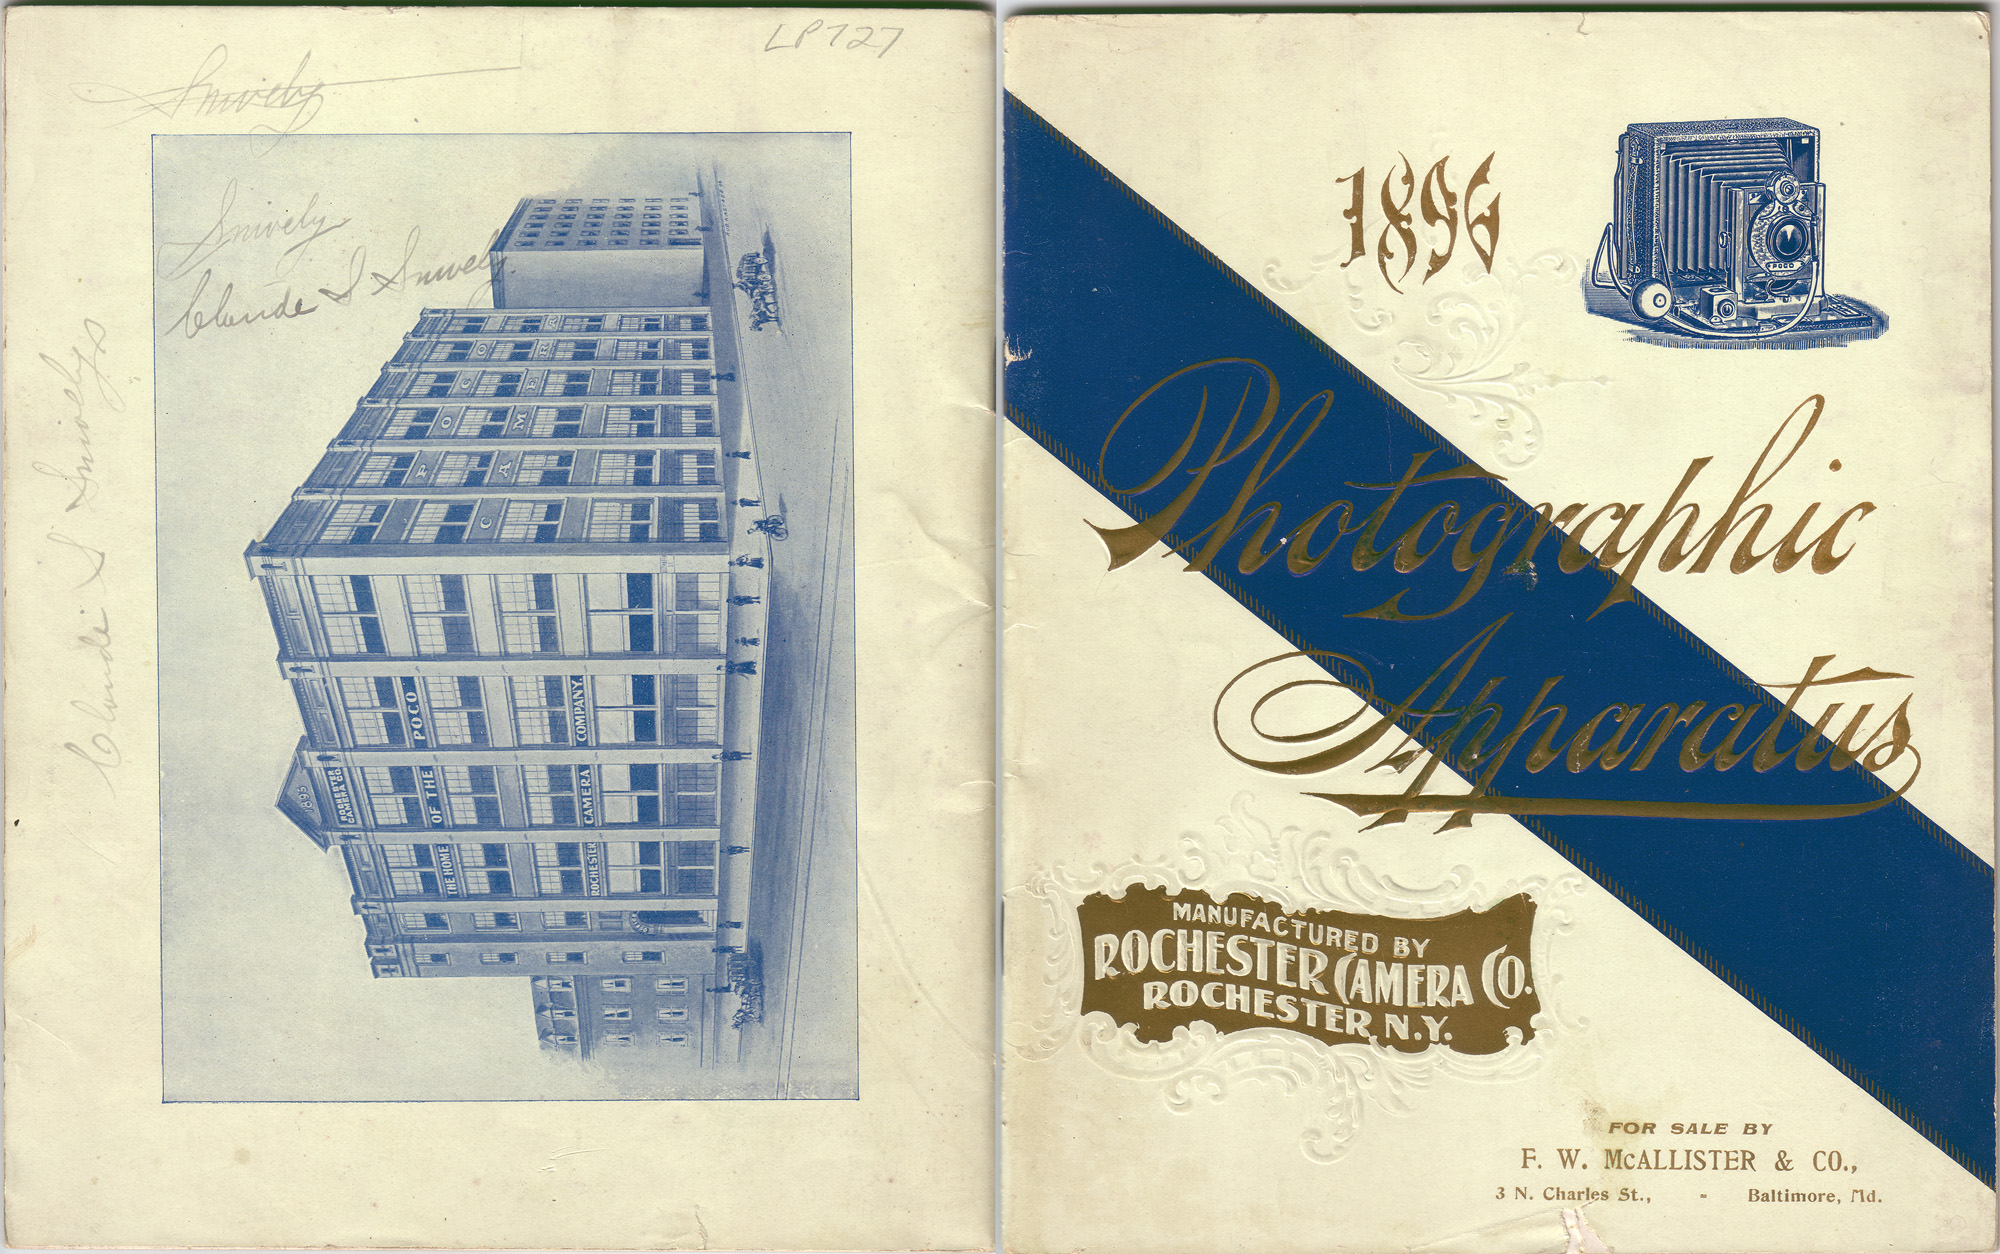 LP727
Snively
Snively
Claude S Snively
Claude S Snively
POCO
CAMERA
1895
ROCHESTER
CAMERA CO.
THE HOME OF THE POCO
ROCHESTER CAMERA COMPANY.
1896
POCO
Photographic
Apparatus
MANUFACTURED BY
ROCHESTER CAMERA CO.
ROCHESTER N.Y.
FOR SALE BY
F. W. McALLISTER & CO.,
3 N. Charles St., - Baltimore, Md.